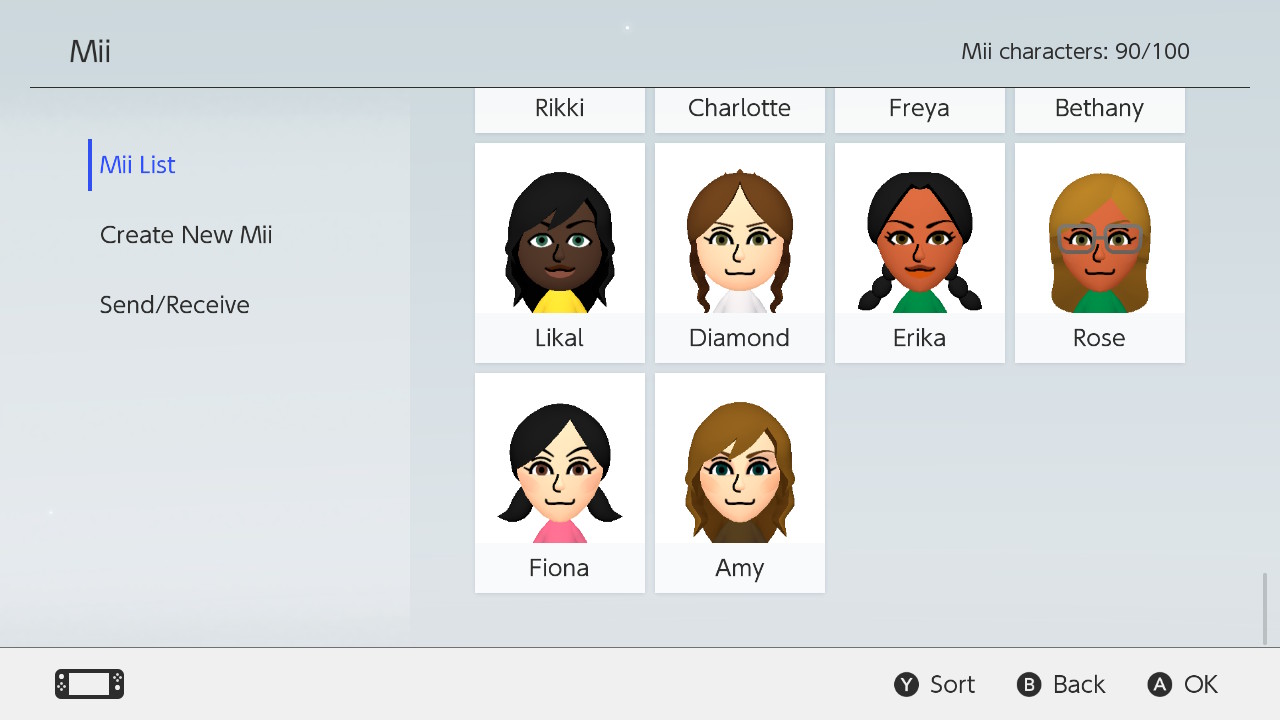 Mii
Mii characters: 90/100
Mii List
Create New Mii
Send/Receive
Rikki
Charlotte
Freya
Bethany
Likal
Diamond
Erika
Rose
Fiona
Amy
Y Sort
B Back
A OK